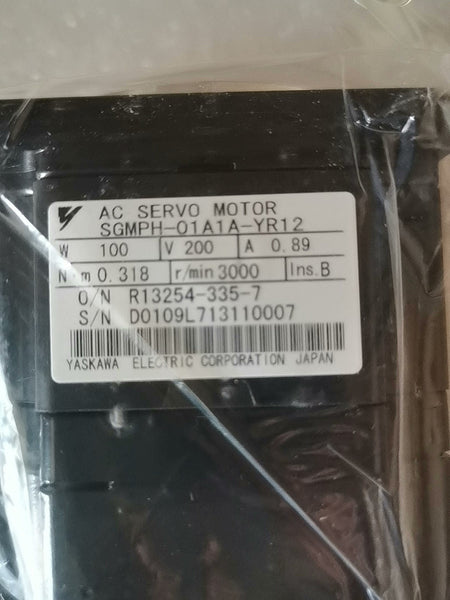 AC SERVO MOTOR
SGMPH-01A1A-YR12
W 100 V 200 A 0.89
N·m 0.318 r/min 3000 Ins.B
O/N R13254-335-7
S/N D0109L713110007
YASKAWA ELECTRIC CORPORATION JAPAN